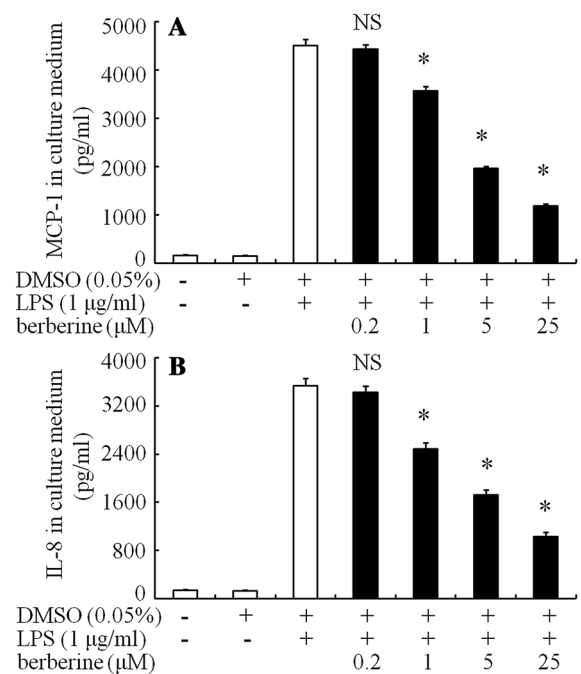 A
NS
5000
4000
3000
2000
1000
0
MCP-1 in culture medium
(pg/ml)
*
*
*
DMSO (0.05%) - + + + + + +
LPS (1 μg/ml) - - + + + + +
berberine (μM) 0.2 1 5 25
B
NS
4000
3200
2400
1600
800
0
IL-8 in culture medium
(pg/ml)
*
*
*
DMSO (0.05%) - + + + + + +
LPS (1 μg/ml) - - + + + + +
berberine (μM) 0.2 1 5 25